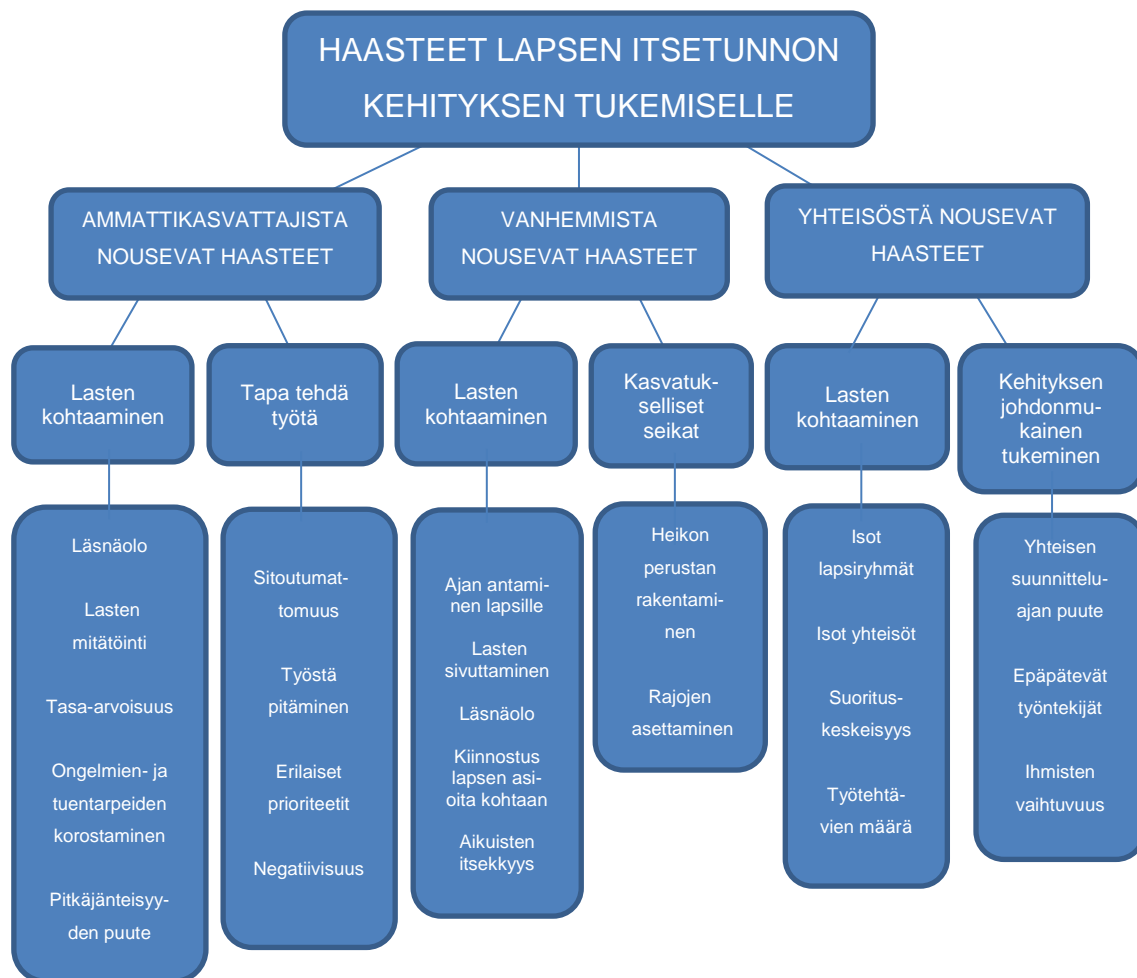 HAASTEET LAPSEN ITSETUNNON
KEHITYKSEN TUKEMISELLE
AMMATTIKASVATTAJISTA
NOUSEVAT HAASTEET
VANHEMMISTA
NOUSEVAT HAASTEET
YHTEISÖSTÄ NOUSEVAT
HAASTEET
Lasten
kohtaaminen
Tapa tehdä
työtä
Lasten
kohtaaminen
Kasvatuk-
selliset
seikat
Lasten
kohtaaminen
Kehityksen
johdonmu-
kainen
tukeminen
Läsnäolo
Lasten
mitätöinti
Tasa-arvoisuus
Ongelmien- ja
tuentarpeiden
korostaminen
Pitkäjänteisyy-
den puute
Sitoutumat-
tomuus
Työstä
pitäminen
Erilaiset
prioriteetit
Negatiivisuus
Ajan antami-
nen lapsille
Lasten
sivuttaminen
Läsnäolo
Kiinnostus
lapsen asi-
oita kohtaan
Aikuisten
itsekkyys
Heikon
perustan
rakentami-
nen
Rajojen
asettaminen
Isot
lapsiryhmät
Isot yhteisöt
Suoritus-
keskeisyys
Työtehtä-
vien määrä
Yhteisen
suunnittelu-
ajan puute
Epäpätevät
työntekijät
Ihmisten
vaihtuvuus